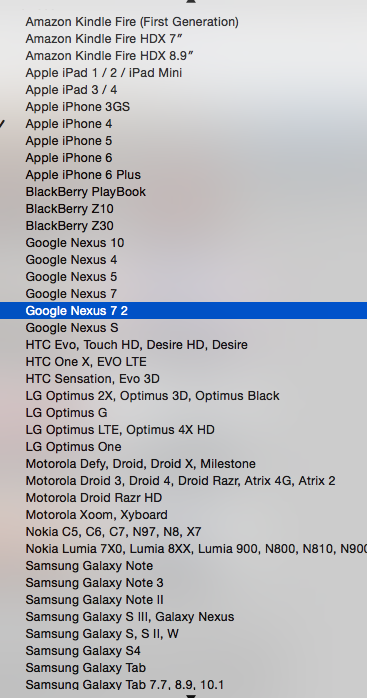 Amazon Kindle Fire (First Generation)
Amazon Kindle Fire HDX 7″
Amazon Kindle Fire HDX 8.9″
Apple iPad 1 / 2 / iPad Mini
Apple iPad 3 / 4
Apple iPhone 3GS
Apple iPhone 4
Apple iPhone 5
Apple iPhone 6
Apple iPhone 6 Plus
BlackBerry PlayBook
BlackBerry Z10
BlackBerry Z30
Google Nexus 10
Google Nexus 4
Google Nexus 5
Google Nexus 7
Google Nexus 7 2
Google Nexus S
HTC Evo, Touch HD, Desire HD, Desire
HTC One X, EVO LTE
HTC Sensation, Evo 3D
LG Optimus 2X, Optimus 3D, Optimus Black
LG Optimus G
LG Optimus LTE, Optimus 4X HD
LG Optimus One
Motorola Defy, Droid, Droid X, Milestone
Motorola Droid 3, Droid 4, Droid Razr, Atrix 4G, Atrix 2
Motorola Droid Razr HD
Motorola Xoom, Xyboard
Nokia C5, C6, C7, N97, N8, X7
Nokia Lumia 7X0, Lumia 8XX, Lumia 900, N800, N810, N900
Samsung Galaxy Note
Samsung Galaxy Note 3
Samsung Galaxy Note II
Samsung Galaxy S III, Galaxy Nexus
Samsung Galaxy S, S II, W
Samsung Galaxy S4
Samsung Galaxy Tab
Samsung Galaxy Tab 7.7, 8.9, 10.1